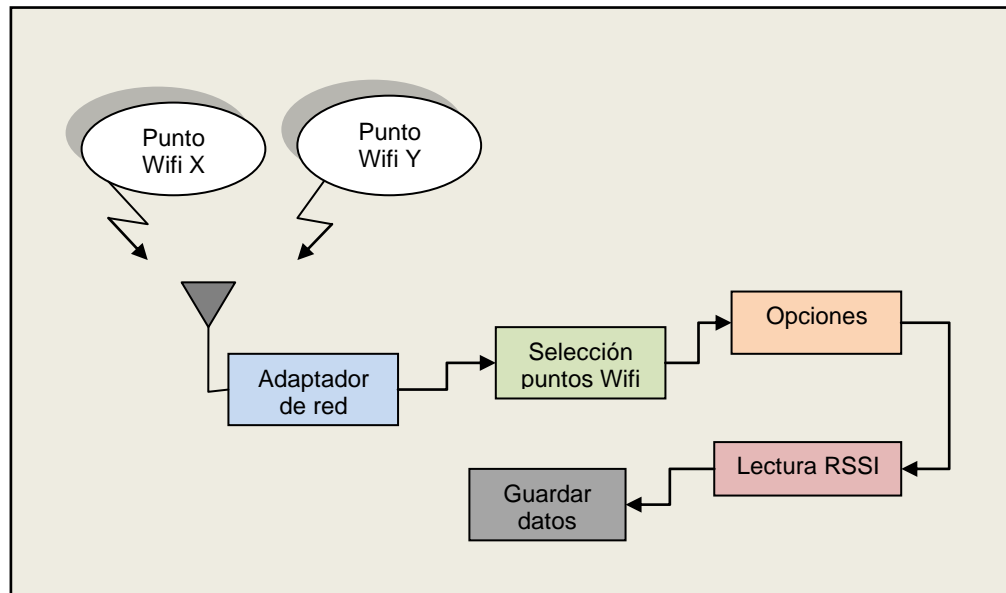 Punto
Wifi X
Punto
Wifi Y
Adaptador
de red
Selección
puntos Wifi
Opciones
Lectura RSSI
Guardar
datos